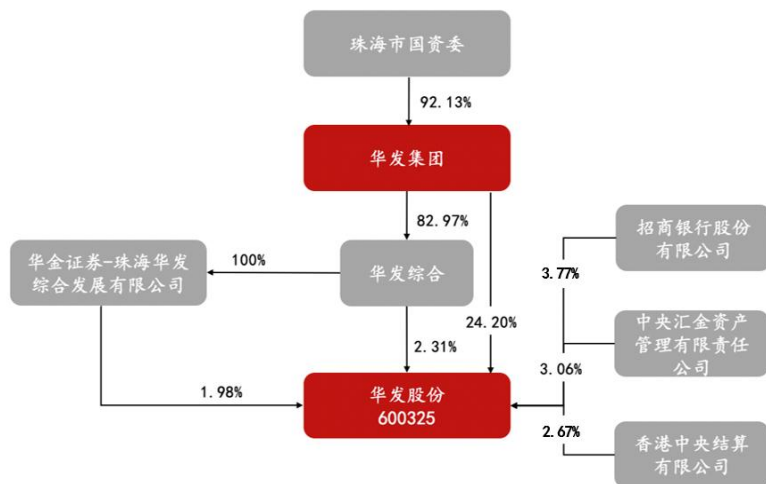 珠海市国资委
92.13%
华发集团
82.97%
华金证券-珠海华发
综合发展有限公司
100%
华发综合
24.20%
2.31%
1.98%
华发股份
600325
招商银行股份
有限公司
3.77%
中央汇金资产
管理有限责任
公司
3.06%
2.67%
香港中央结算
有限公司